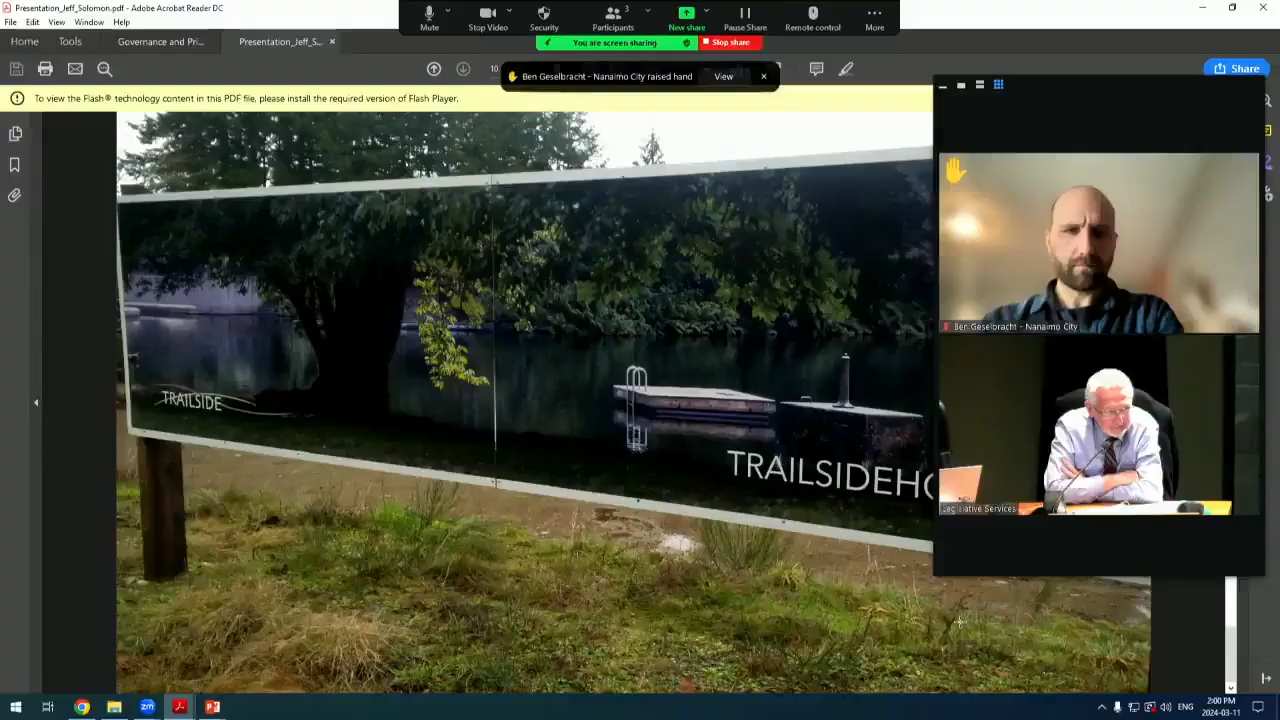 Presentation_Jeff_Solomon.pdf - Adobe Acrobat Reader DC
File Edit View Window Help
Home Tools Governance and Pri... Presentation_Jeff_S... ×
Mute Stop Video Security Participants 3 New share Pause Share Remote control More
You are screen sharing Stop share
10
Ben Geselbracht - Nanaimo City raised hand View ×
Share
To view the Flash® technology content in this PDF file, please install the required version of Flash Player.
Ben Geselbracht - Nanaimo City
TRAILSIDE
TRAILSIDEHO
Legislative Services
ENG
2:00 PM
2024-03-11